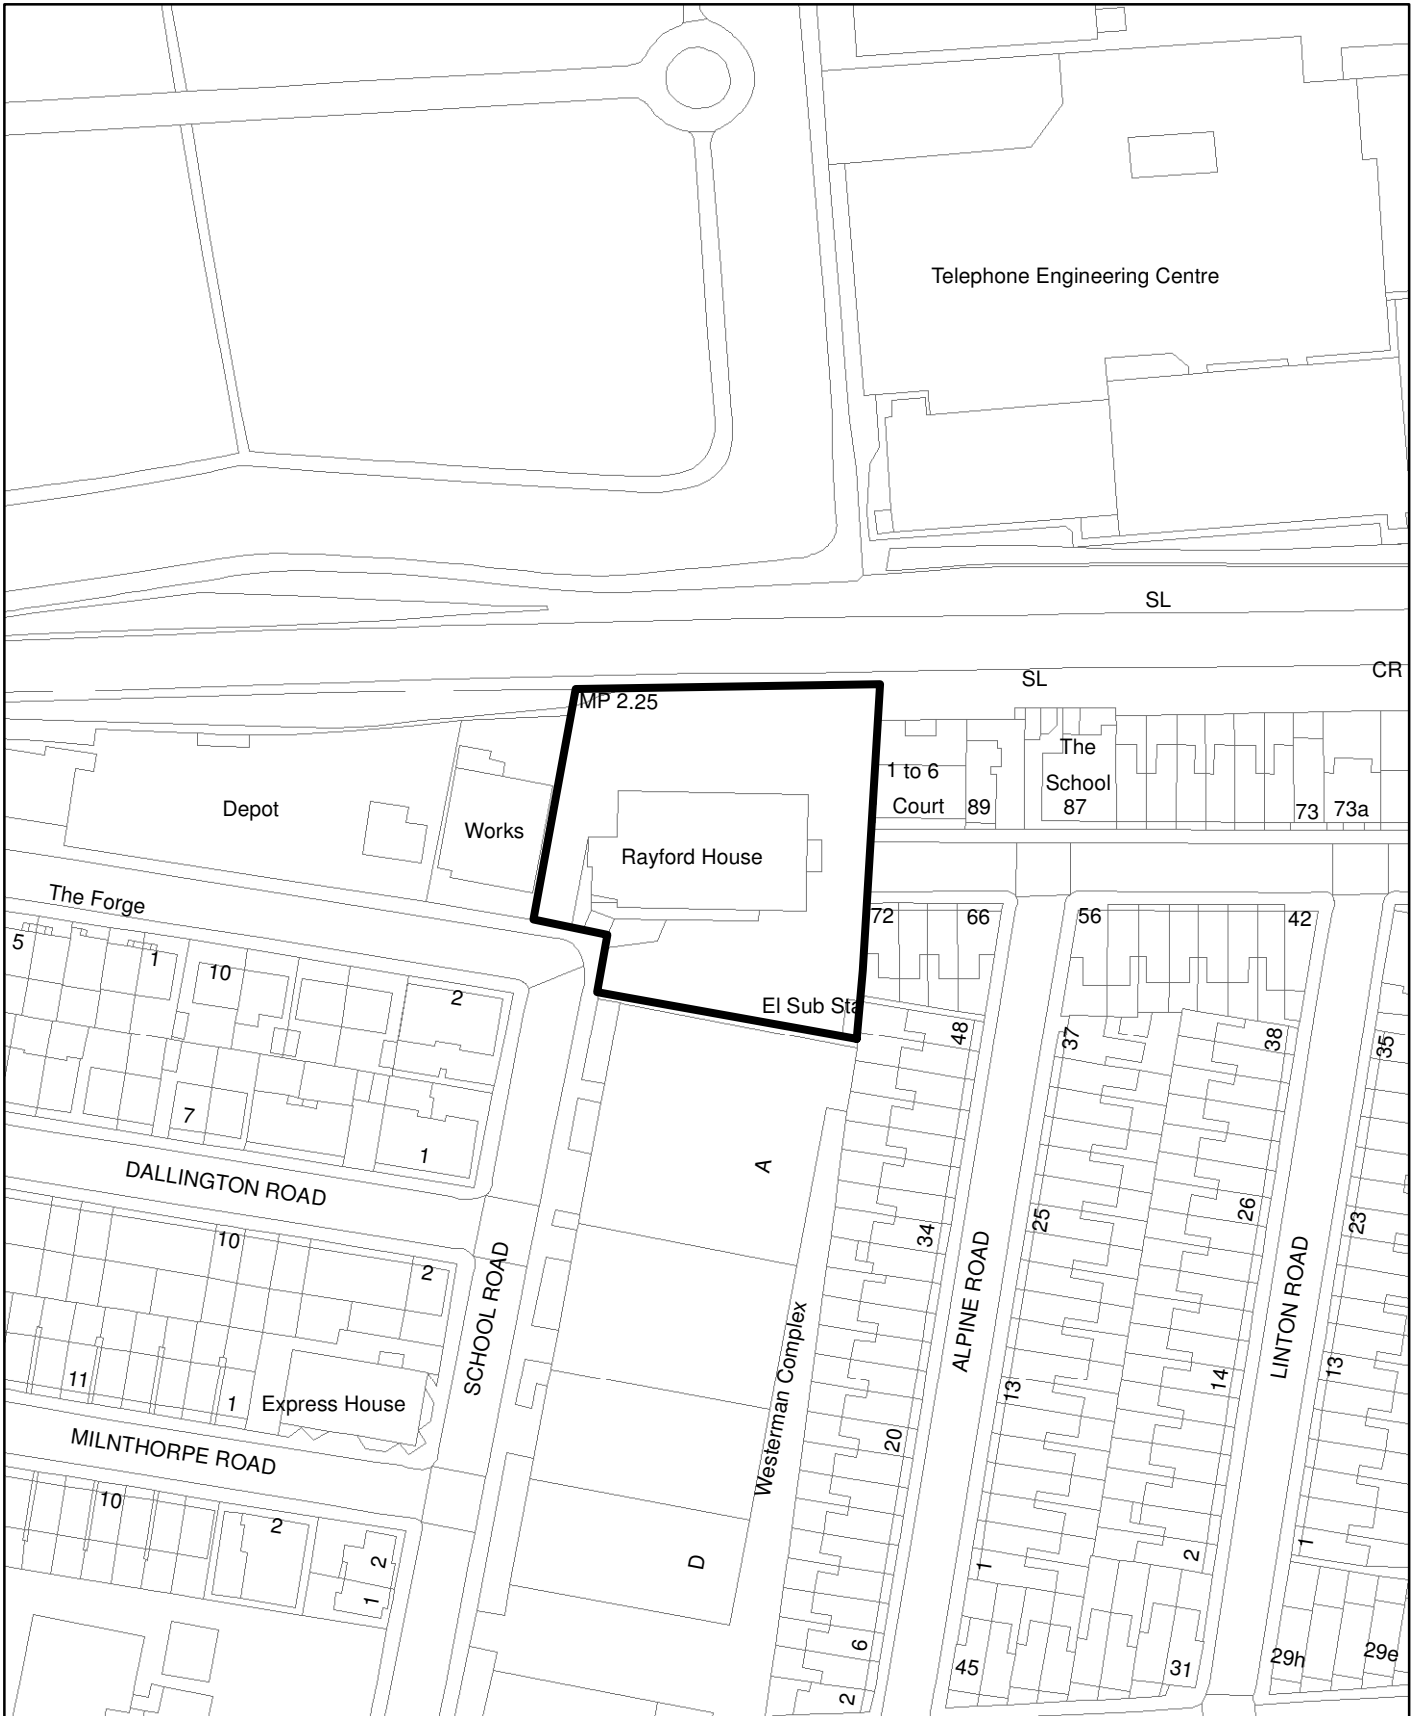 Telephone Engineering Centre
SL
CR
SL
MP 2.25
The
School
87
1 to 6
Court
89
73
73a
Depot
Works
Rayford House
The Forge
72
66
56
42
5
1
10
2
El Sub Sta
48
37
38
35
7
1
A
DALLINGTON ROAD
10
2
34
25
26
23
SCHOOL ROAD
ALPINE ROAD
LINTON ROAD
Westerman Complex
11
1
Express House
13
14
13
MILNTHORPE ROAD
20
10
2
2
1
D
1
2
1
6
2
45
31
29h
29e